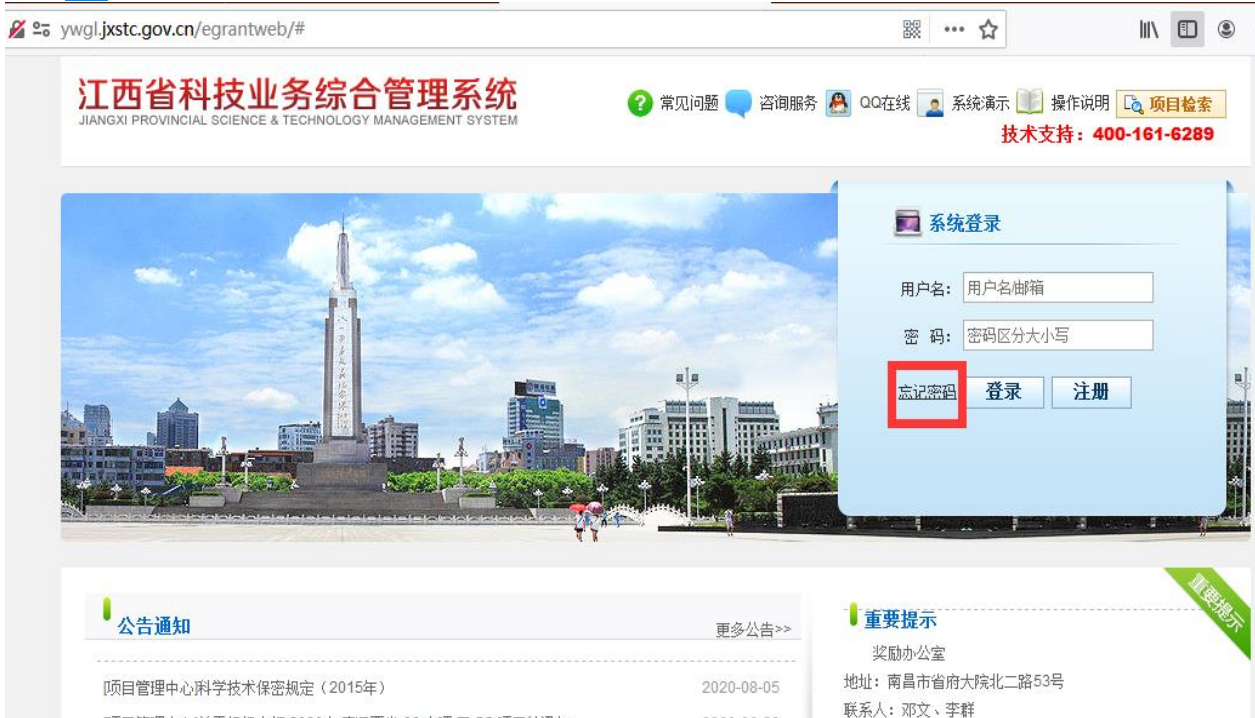 ywgl.jxstc.gov.cn/egrantweb/#
江西省科技业务综合管理系统
JIANGXI PROVINCIAL SCIENCE & TECHNOLOGY MANAGEMENT SYSTEM
常见问题 咨询服务 QQ在线 系统演示 操作说明 项目检索
技术支持：400-161-6289
系统登录
用户名： 用户名/邮箱
密 码： 密码区分大小写
忘记密码 登录 注册
公告通知
更多公告>>
[项目管理中心]科学技术保密规定（2015年）
2020-08-05
重要提示
重要提示
奖励办公室
地址：南昌市省府大院北二路53号
联系人：邓文、李群